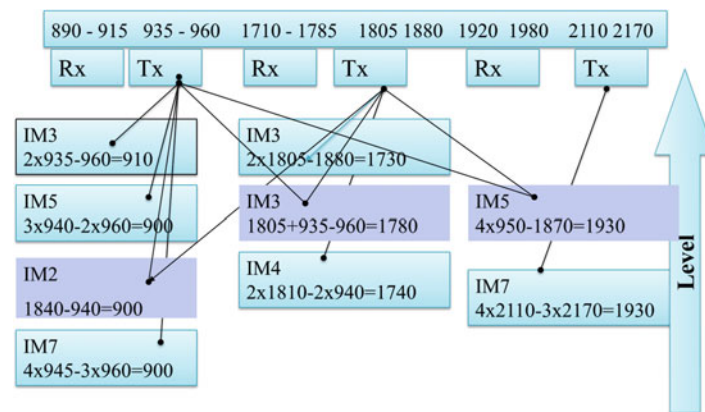 890 - 915 935 - 960 1710 - 1785 1805 1880 1920 1980 2110 2170
Rx Tx Rx Tx Rx Tx
IM3
2x935-960=910
IM3
2x1805-1880=1730
IM5
3x940-2x960=900
IM3
1805+935-960=1780
IM5
4x950-1870=1930
IM2
1840-940=900
IM4
2x1810-2x940=1740
IM7
4x2110-3x2170=1930
IM7
4x945-3x960=900
Level